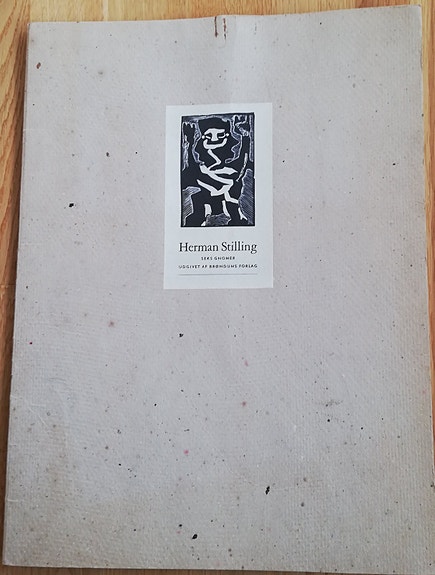 Herman Stilling
SEKS GNOMER
UDGIVET AF BRØNDUMS FORLAG